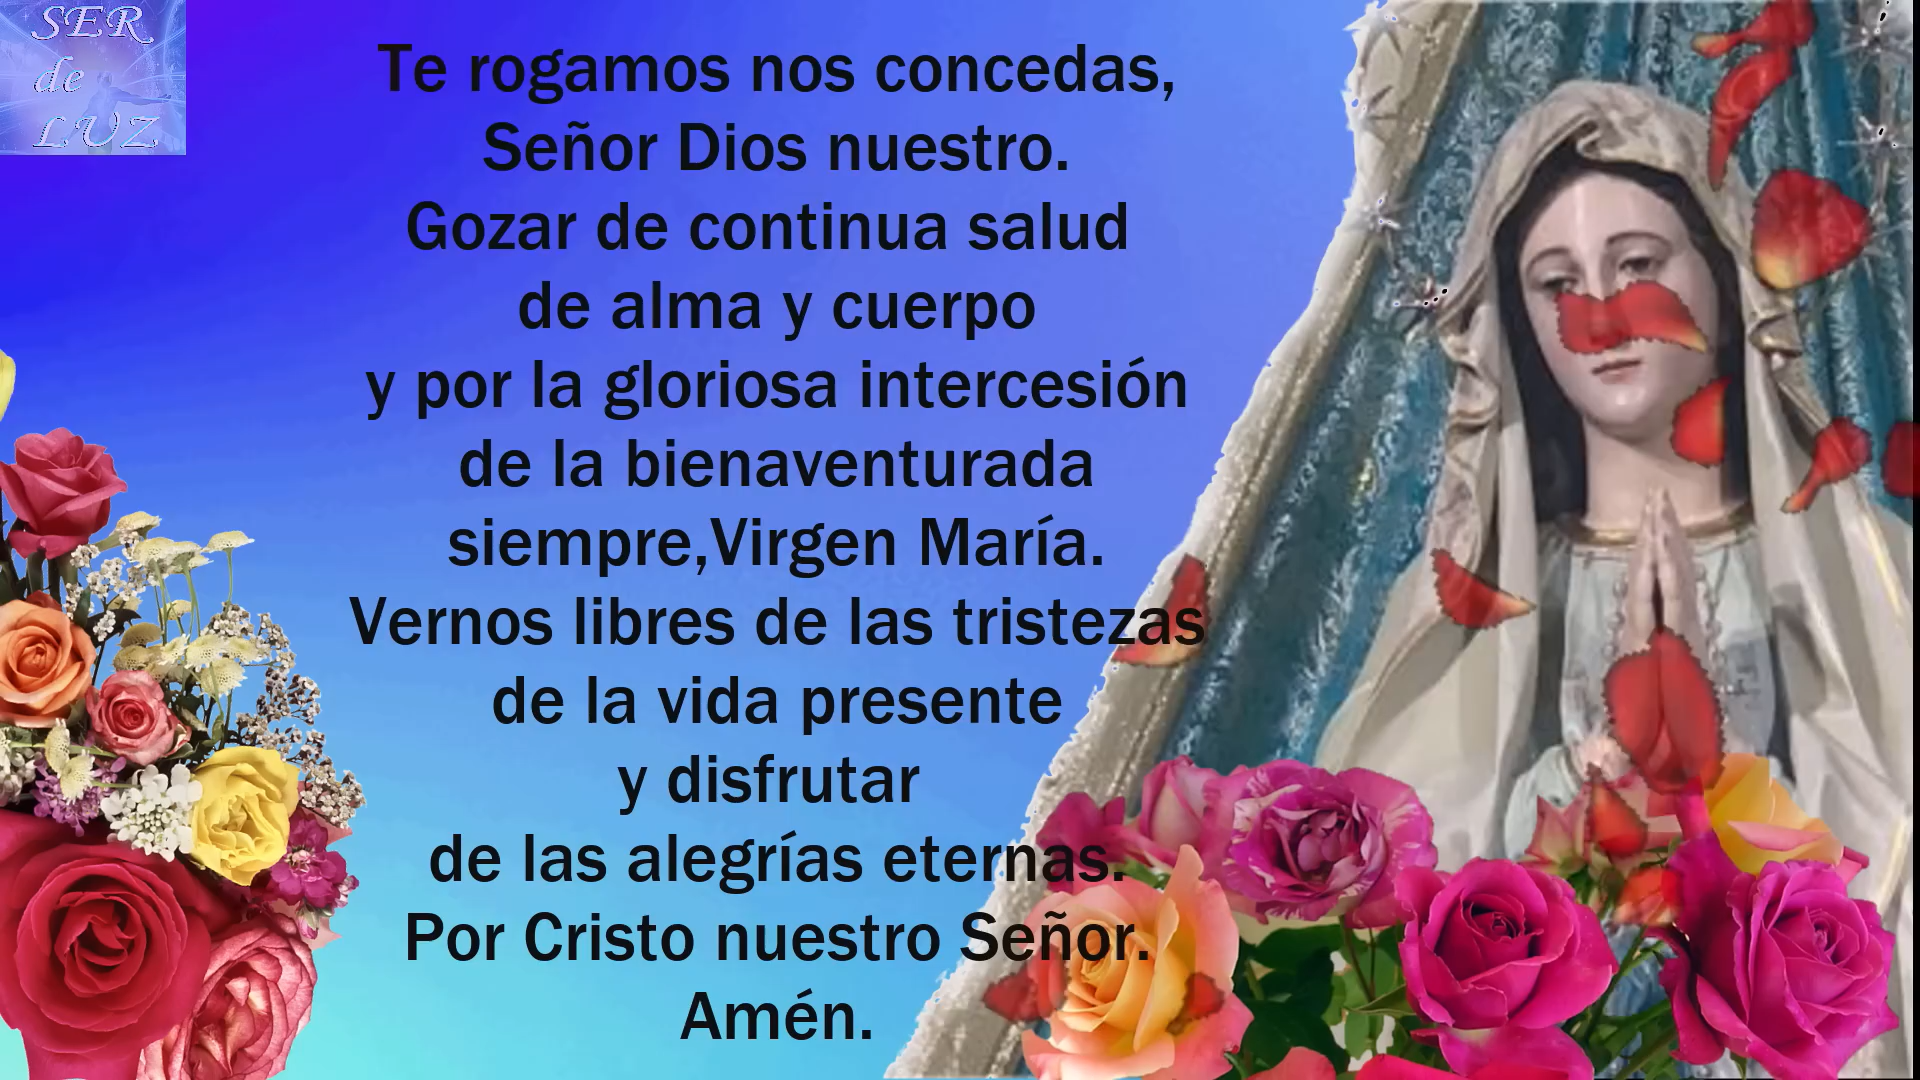 SER
de
LUZ
Te rogamos nos concedas,
Señor Dios nuestro.
Gozar de continua salud
de alma y cuerpo
y por la gloriosa intercesión
de la bienaventurada
siempre,Virgen María.
Vernos libres de las tristezas
de la vida presente
y disfrutar
de las alegrías eternas.
Por Cristo nuestro Señor.
Amén.